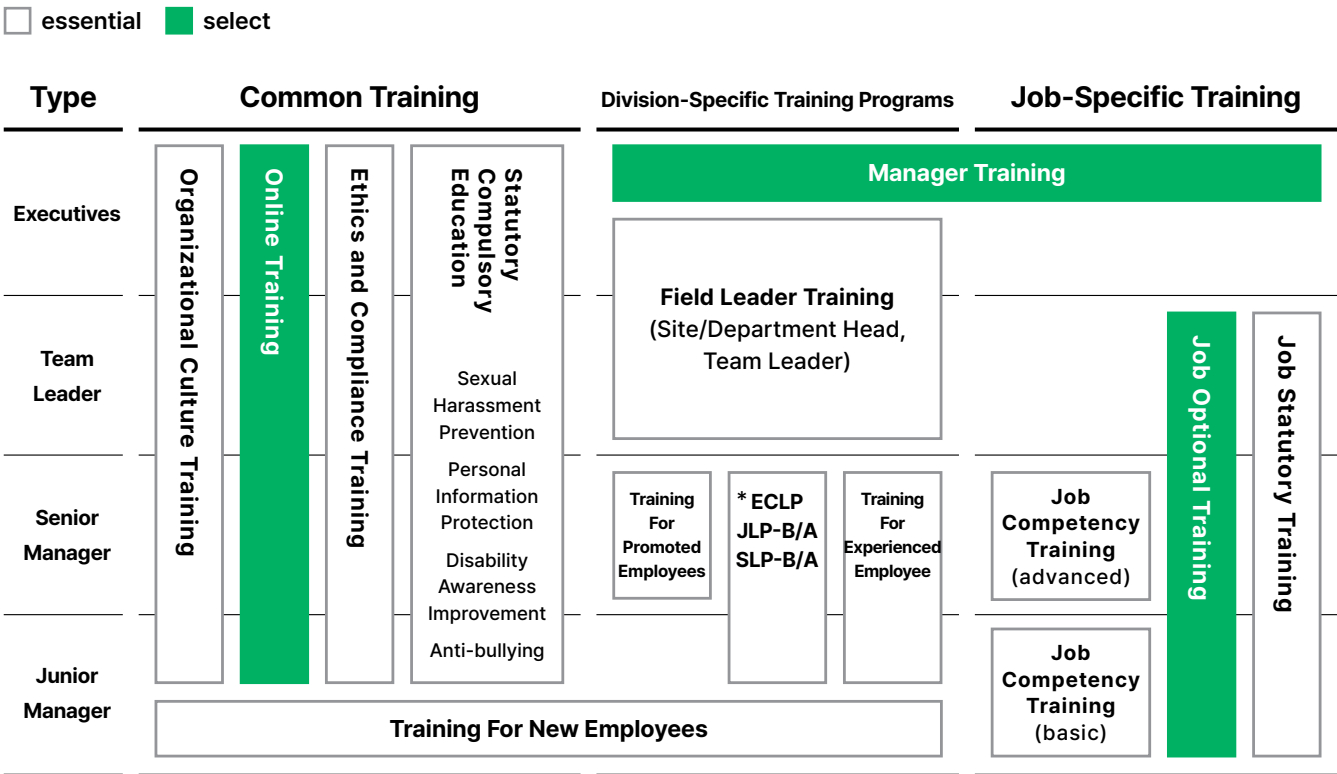 essential
select
Type
Common Training
Division-Specific Training Programs
Job-Specific Training
Executives
Team
Leader
Senior
Manager
Junior
Manager
Organizational Culture Training
Online Training
Ethics and Compliance Training
Statutory
Compulsory
Education
Sexual
Harassment
Prevention
Personal
Information
Protection
Disability
Awareness
Improvement
Anti-bullying
Manager Training
Field Leader Training
(Site/Department Head,
Team Leader)
Training
For
Promoted
Employees
* ECLP
JLP-B/A
SLP-B/A
Training
For
Experienced
Employee
Job
Competency
Training
(advanced)
Job
Competency
Training
(basic)
Job Optional Training
Job Statutory Training
Training For New Employees